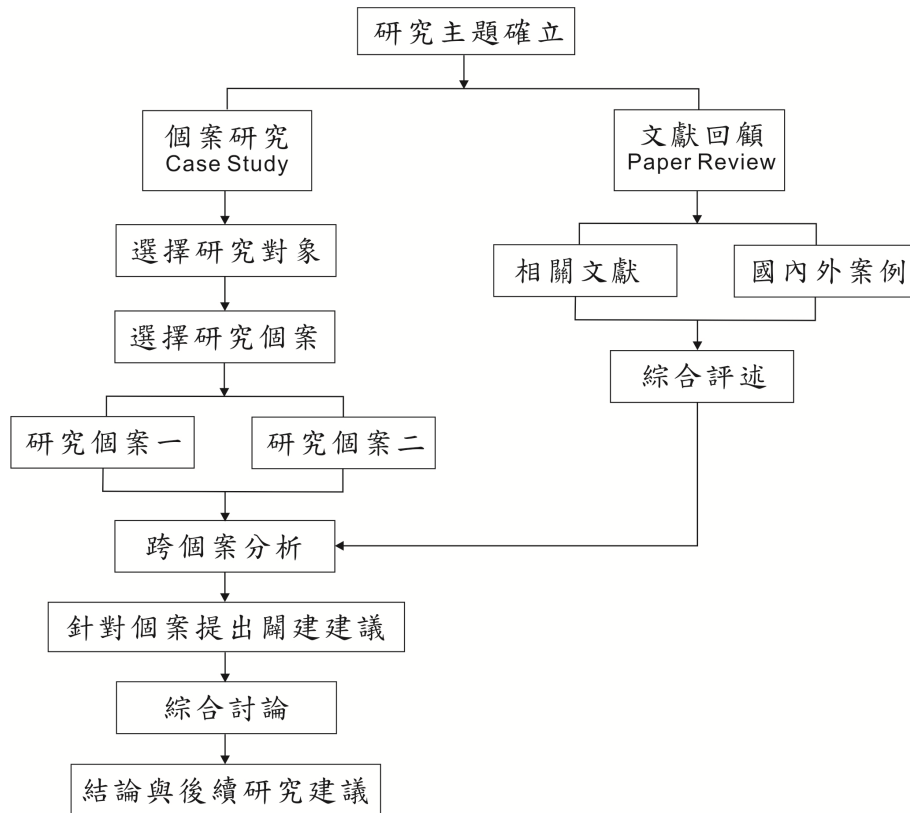 研究主題確立
個案研究
Case Study
文獻回顧
Paper Review
選擇研究對象
相關文獻
國內外案例
選擇研究個案
綜合評述
研究個案一
研究個案二
跨個案分析
針對個案提出闢建建議
綜合討論
結論與後續研究建議